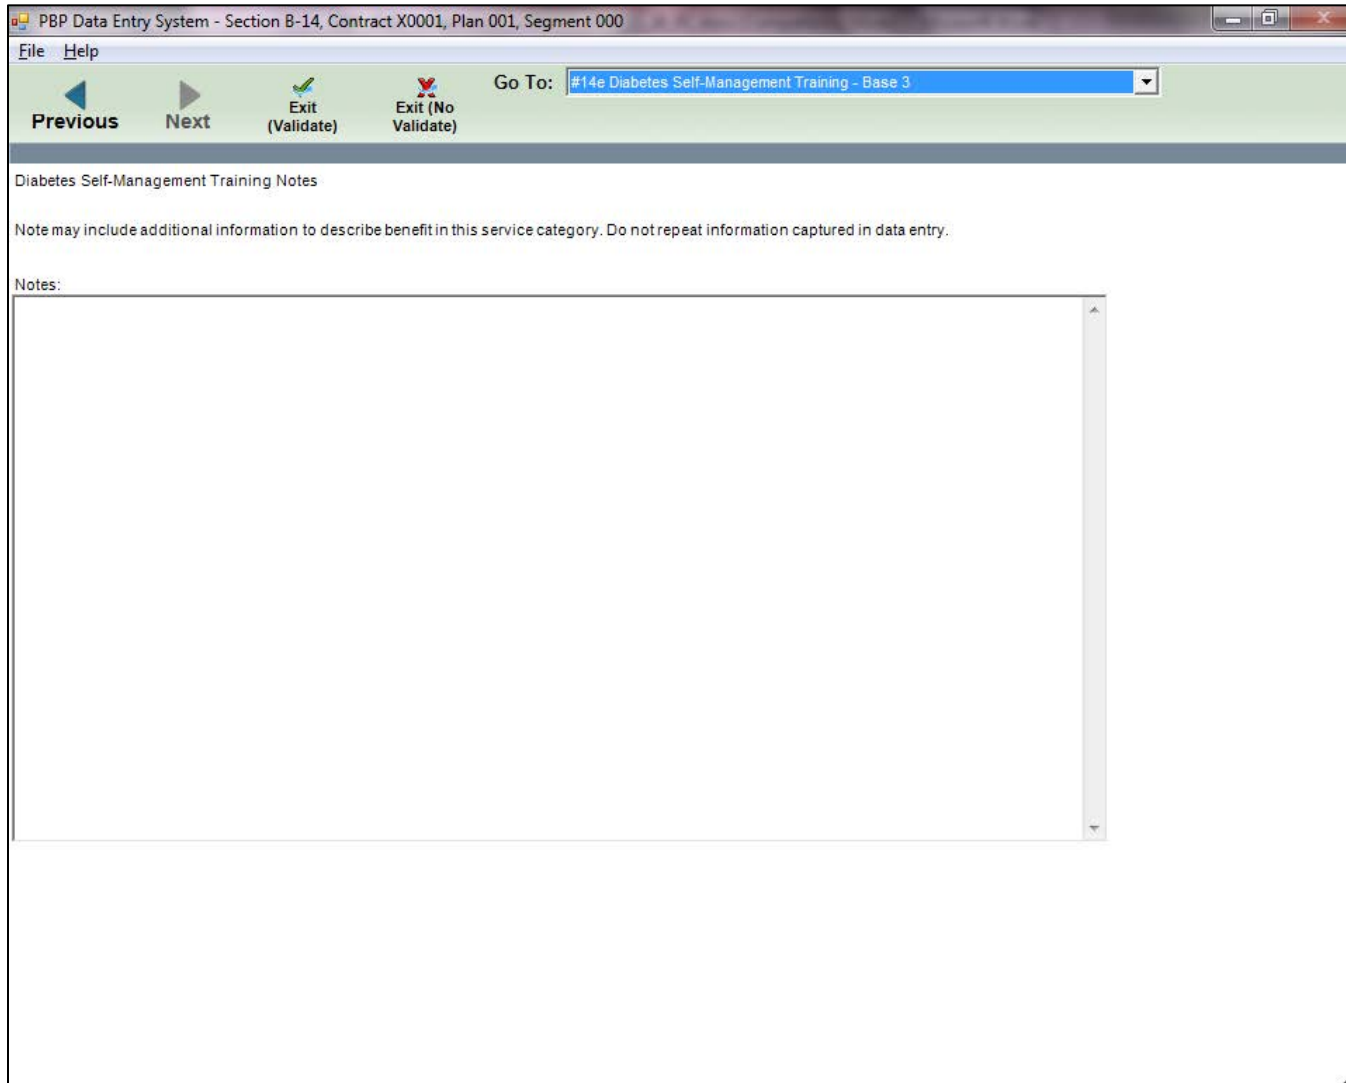 PBP Data Entry System - Section B-14, Contract X0001, Plan 001, Segment 000
File Help
Previous
Next
Exit
(Validate)
Exit (No
Validate)
Go To:
#14e Diabetes Self-Management Training - Base 3
Diabetes Self-Management Training Notes
Note may include additional information to describe benefit in this service category. Do not repeat information captured in data entry.
Notes: